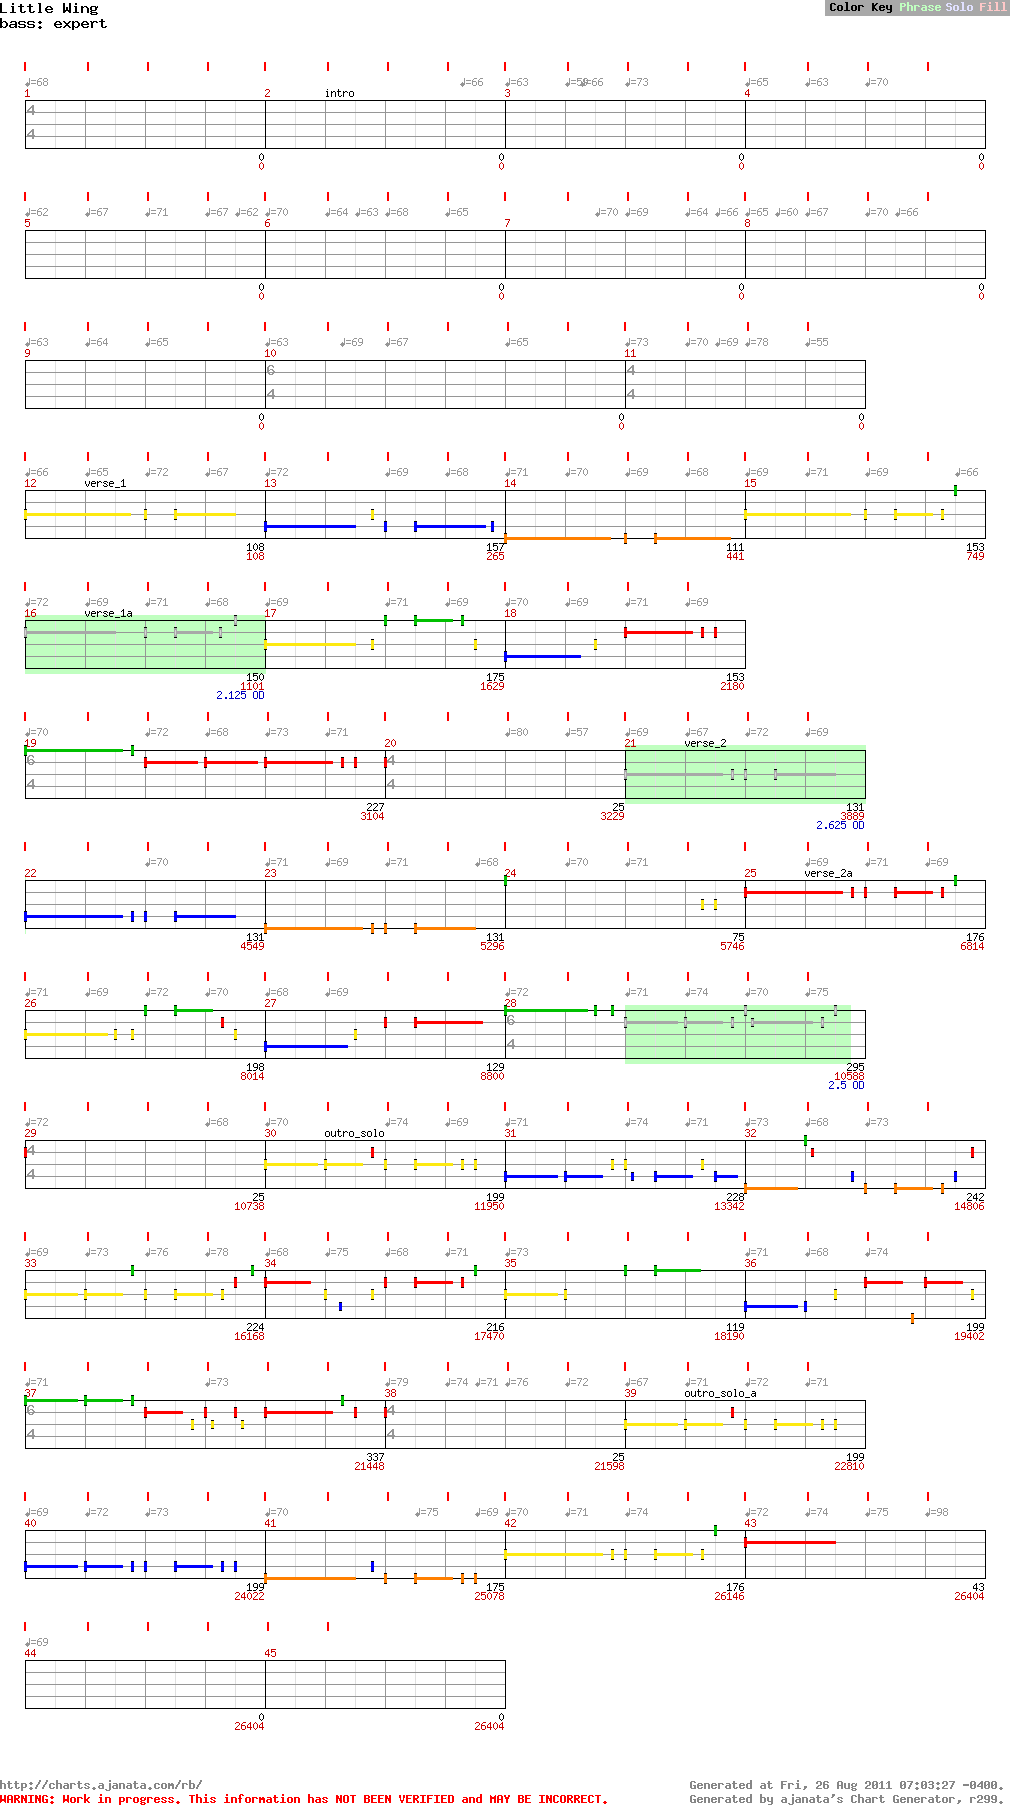 Little Wing
bass: expert
Color Key Phrase Solo Fill
♩=68 ♩=66 ♩=63 ♩=59 ♩=66 ♩=73 ♩=65 ♩=63 ♩=70
1 2 intro 3 4
4
4
0 0 0 0
0 0 0 0
♩=62 ♩=67 ♩=71 ♩=67 ♩=62 ♩=70 ♩=64 ♩=63 ♩=68 ♩=65 ♩=70 ♩=69 ♩=64 ♩=66 ♩=65 ♩=60 ♩=67 ♩=70 ♩=66
5 6 7 8
0 0 0 0
0 0 0 0
♩=63 ♩=64 ♩=65 ♩=63 ♩=69 ♩=67 ♩=65 ♩=73 ♩=70 ♩=69 ♩=78 ♩=55
9 10 11
6 4
4 4
0 0 0
0 0 0
♩=66 ♩=65 ♩=72 ♩=67 ♩=72 ♩=69 ♩=68 ♩=71 ♩=70 ♩=69 ♩=68 ♩=69 ♩=71 ♩=69 ♩=66
12 verse_1 13 14 15
108 157 111 153
108 265 441 749
♩=72 ♩=69 ♩=71 ♩=68 ♩=69 ♩=71 ♩=69 ♩=70 ♩=71 ♩=69
16 verse_1a 17 18
150 175 153
1101 1629 2180
2.125 OD
♩=70 ♩=72 ♩=68 ♩=73 ♩=71 ♩=80 ♩=57 ♩=69 ♩=67 ♩=72 ♩=69
19 20 21 verse_2
6 4
4 4
227 25 131
3104 3229 3889
2.625 OD
♩=70 ♩=71 ♩=69 ♩=71 ♩=68 ♩=70 ♩=71 ♩=69 ♩=71 ♩=69
22 23 24 25 verse_2a
131 131 75 176
4549 5296 5746 6814
♩=71 ♩=69 ♩=72 ♩=70 ♩=68 ♩=69 ♩=72 ♩=71 ♩=74 ♩=70 ♩=75
26 27 28
6
4
198 129 295
8014 8800 10588
2.5 OD
♩=72 ♩=68 ♩=70 ♩=74 ♩=69 ♩=71 ♩=74 ♩=73 ♩=68 ♩=73
29 30 outro_solo 31 32
4
4
25 199 228 242
10738 11950 13342 14806
♩=69 ♩=73 ♩=76 ♩=78 ♩=68 ♩=75 ♩=68 ♩=71 ♩=73 ♩=71 ♩=68 ♩=74
33 34 35 36
224 216 119 199
16168 17470 18190 19402
♩=71 ♩=73 ♩=79 ♩=74 ♩=71 ♩=76 ♩=72 ♩=67 ♩=71 ♩=72 ♩=71
37 38 39 outro_solo_a
6 4
4 4
337 25 199
21448 21598 22810
♩=69 ♩=72 ♩=73 ♩=70 ♩=75 ♩=69 ♩=70 ♩=71 ♩=74 ♩=72 ♩=74 ♩=75 ♩=98
40 41 42 43
199 175 176 43
24022 25078 26146 26404
♩=69
44 45
0 0
26404 26404
http://charts.ajanata.com/rb/
Generated at Fri, 26 Aug 2011 07:03:27 -0400.
WARNING: Work in progress. This information has NOT BEEN VERIFIED and MAY BE INCORRECT.
Generated by ajanata's Chart Generator, r299.